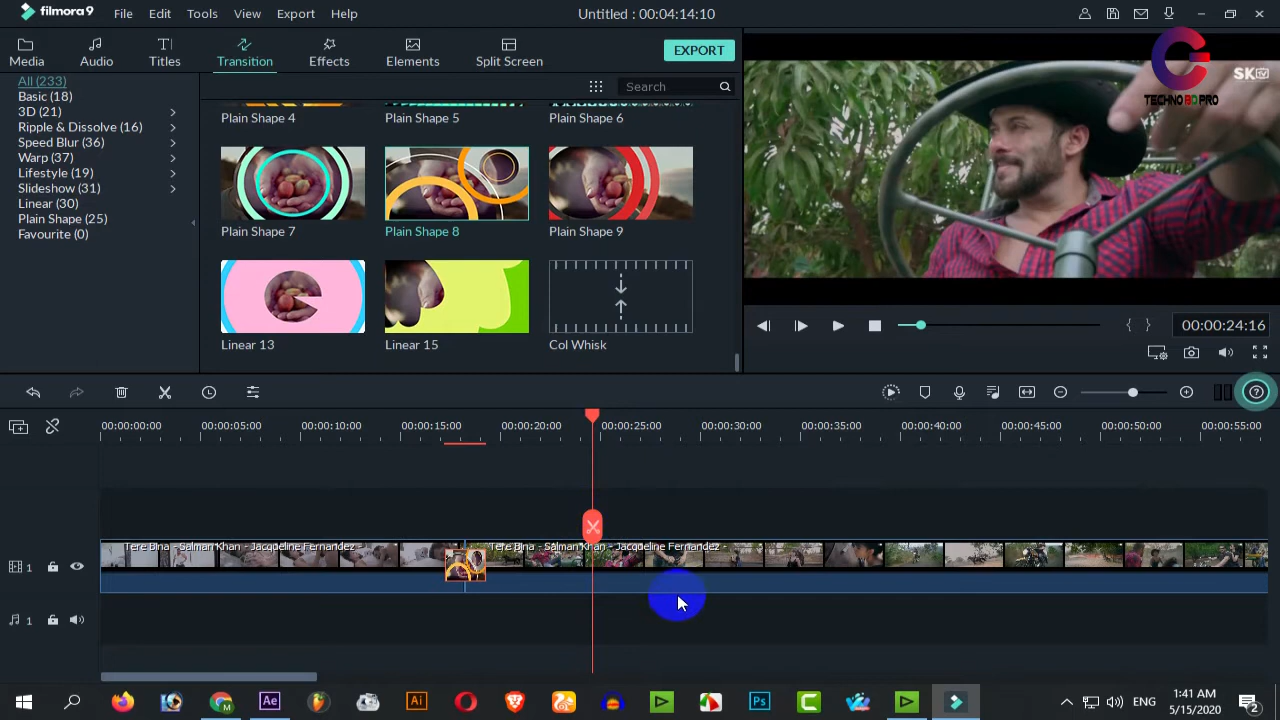 filmora9 File Edit Tools View Export Help Untitled : 00:04:14:10
Media Audio Titles Transition Effects Elements Split Screen EXPORT
SKTV
TECHNO BD PRO
All (233)
Basic (18)
3D (21)
Ripple & Dissolve (16)
Speed Blur (36)
Warp (37)
Lifestyle (19)
Slideshow (31)
Linear (30)
Plain Shape (25)
Favourite (0)
Search
Plain Shape 4 Plain Shape 5 Plain Shape 6
Plain Shape 7 Plain Shape 8 Plain Shape 9
Linear 13 Linear 15 Col Whisk
00:00:24:16
00:00:00:00 00:00:05:00 00:00:10:00 00:00:15:00 00:00:20:00 00:00:25:00 00:00:30:00 00:00:35:00 00:00:40:00 00:00:45:00 00:00:50:00 00:00:55:00
Tere Bina - Salman Khan - Jacqueline Fernandez - Tere Bina - Salman Khan - Jacqueline Fernandez -
1
1
Ae Ai Ps ENG 1:41 AM
5/15/2020 2